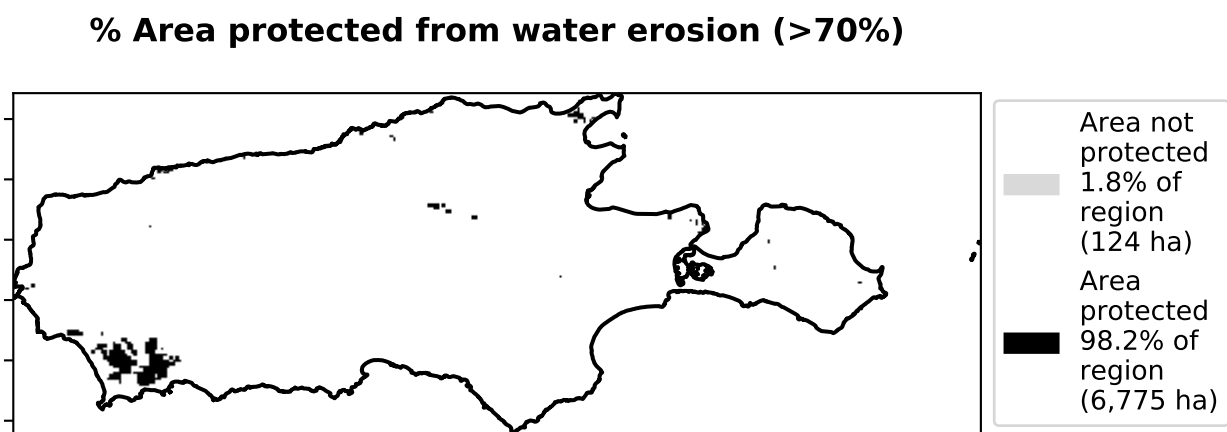 % Area protected from water erosion (>70%)
Area not
protected
1.8% of
region
(124 ha)
Area
protected
98.2% of
region
(6,775 ha)